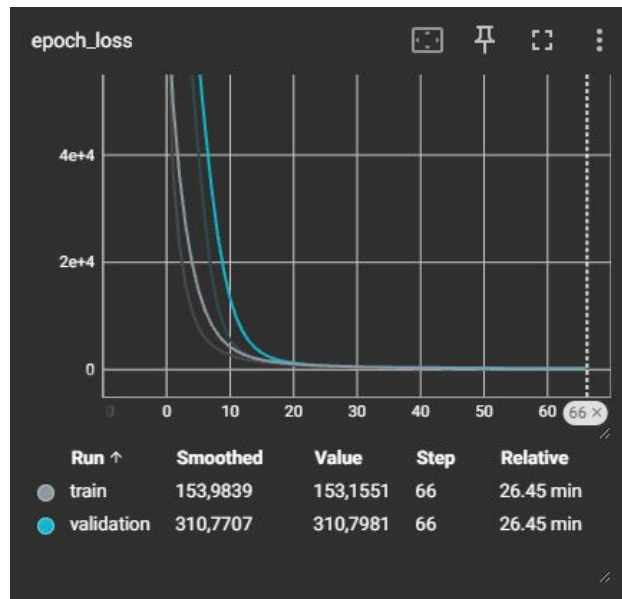 epoch_loss
4e+4
2e+4
0
0 0 10 20 30 40 50 60 66 ×
Run ↑ Smoothed Value Step Relative
train 153,9839 153,1551 66 26.45 min
validation 310,7707 310,7981 66 26.45 min